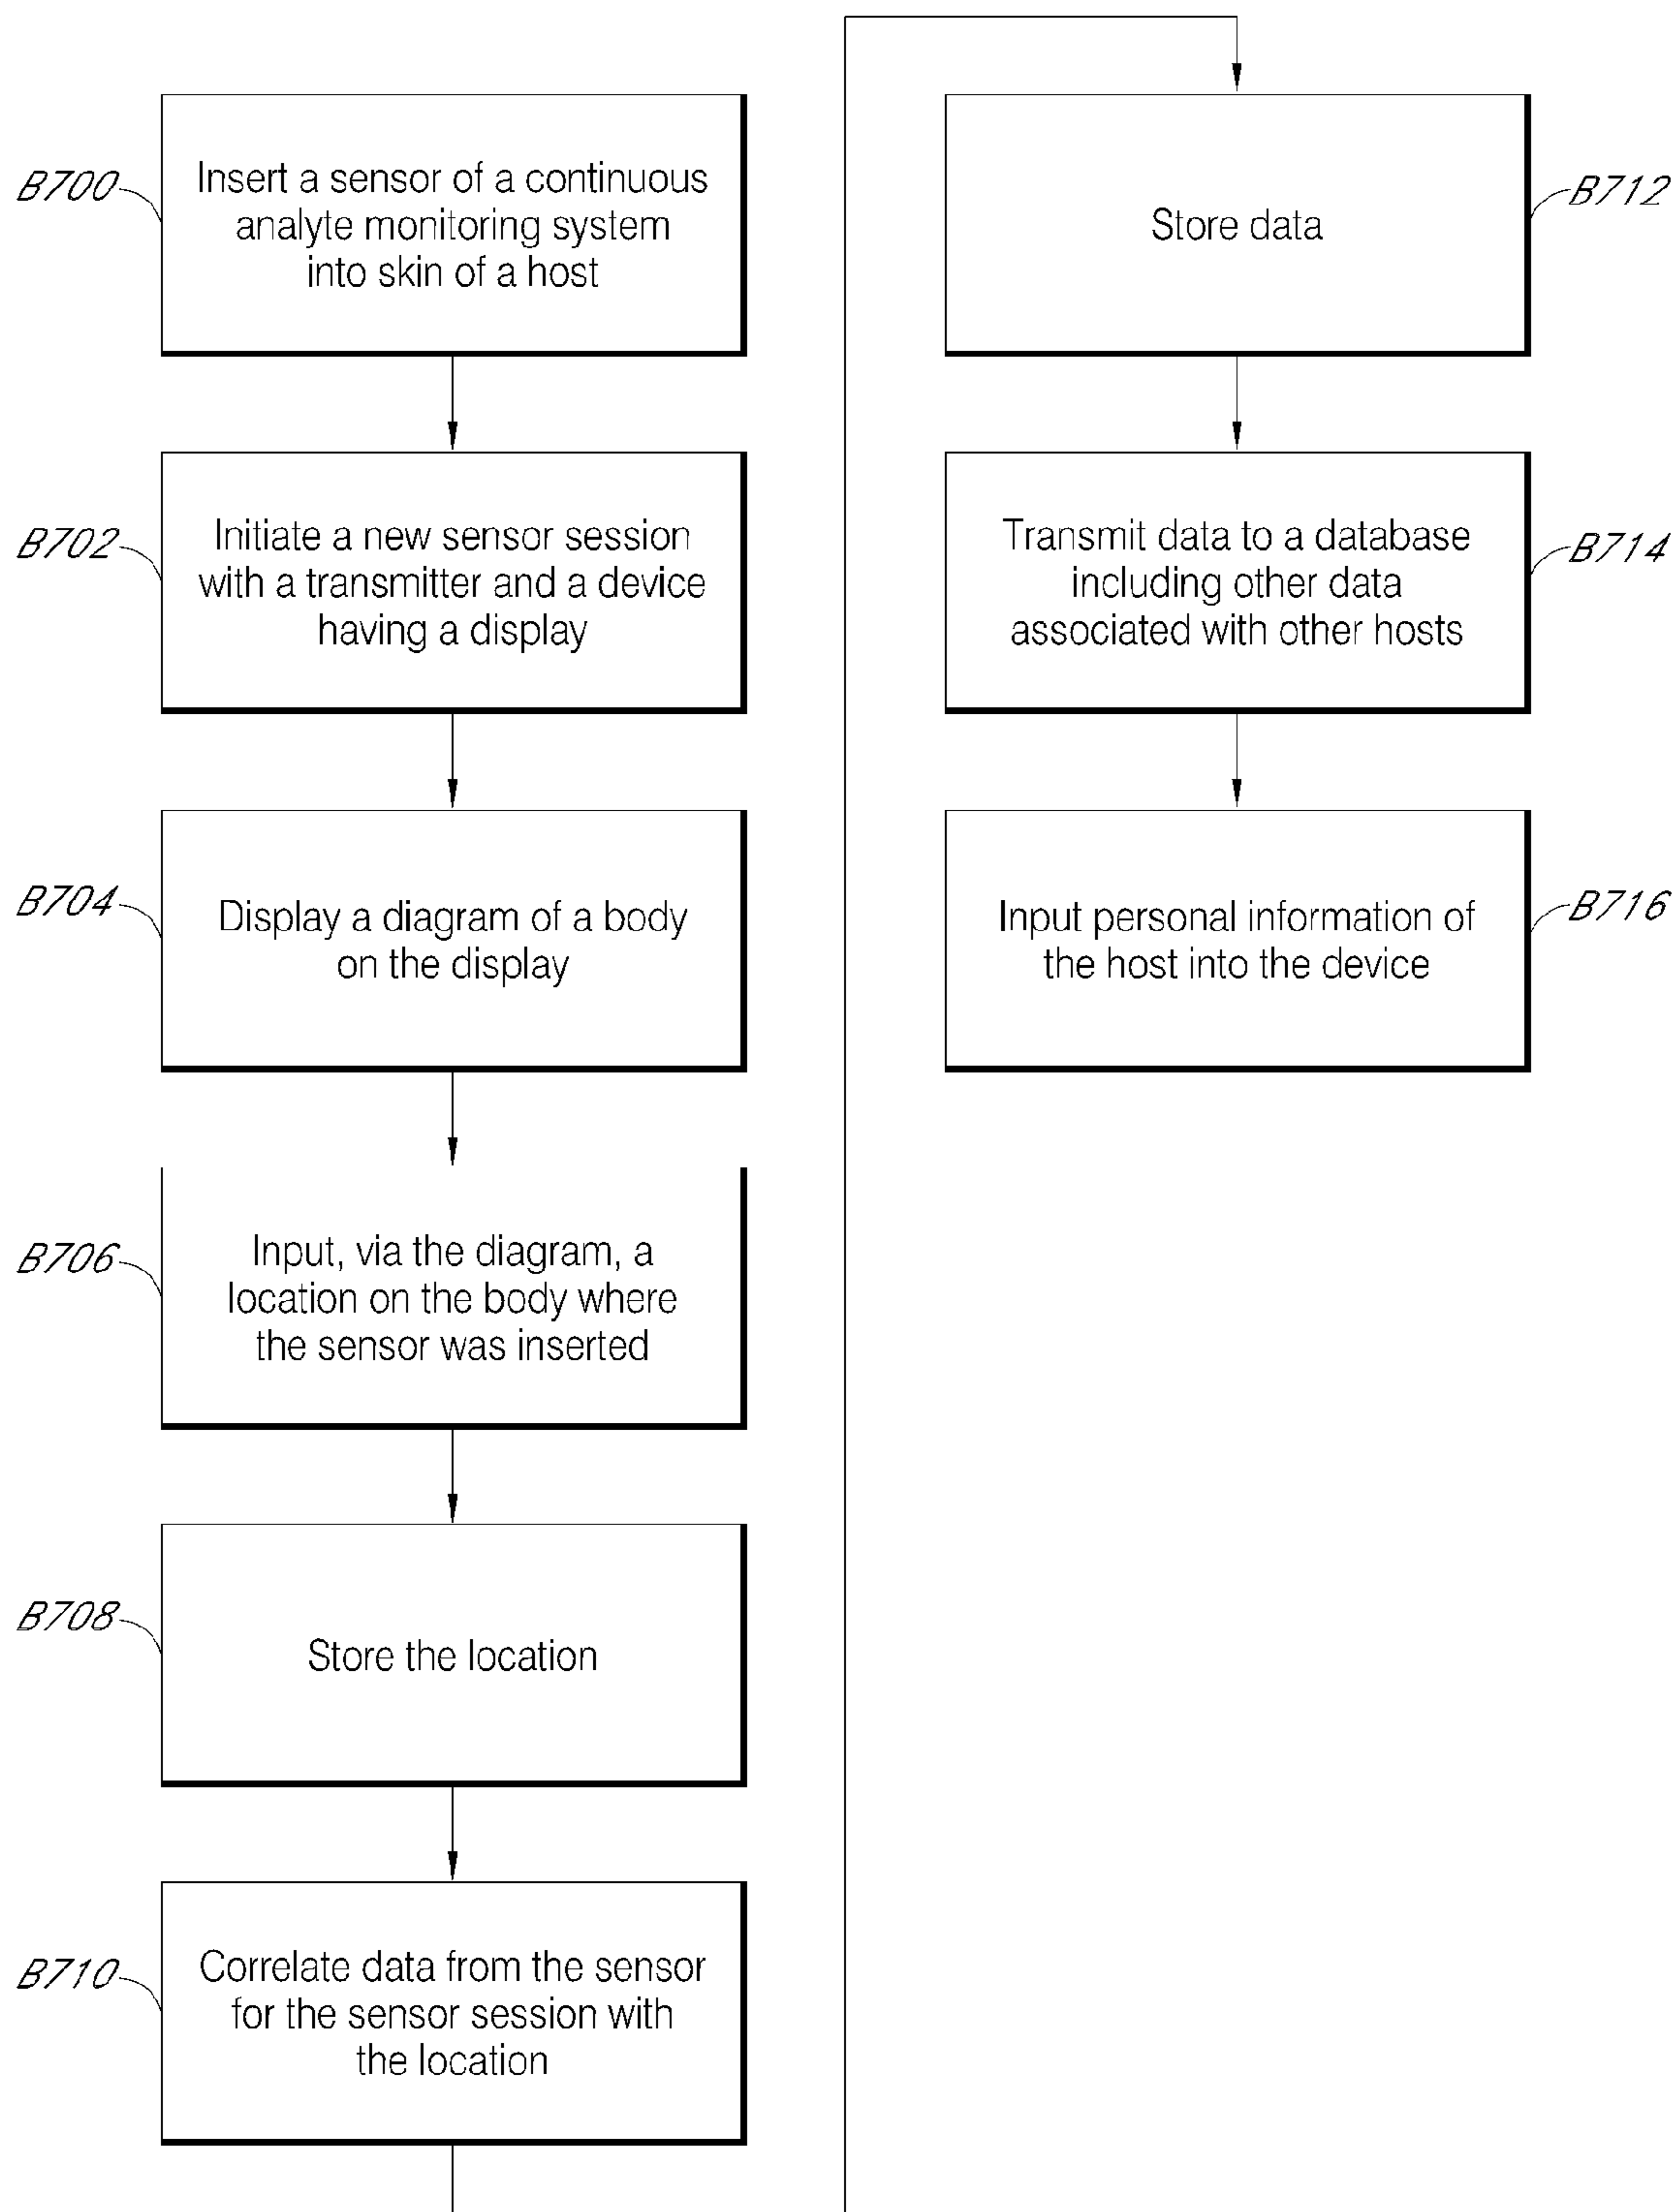 B700
Insert a sensor of a continuous
analyte monitoring system
into skin of a host
B702
Initiate a new sensor session
with a transmitter and a device
having a display
B704
Display a diagram of a body
on the display
B706
Input, via the diagram, a
location on the body where
the sensor was inserted
B708
Store the location
B710
Correlate data from the sensor
for the sensor session with
the location
Store data
B712
Transmit data to a database
including other data
associated with other hosts
B714
Input personal information of
the host into the device
B716